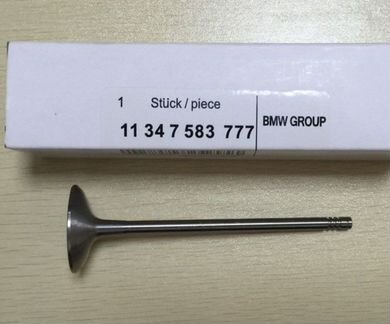 1 Stück / piece
11 34 7 583 777
BMW GROUP